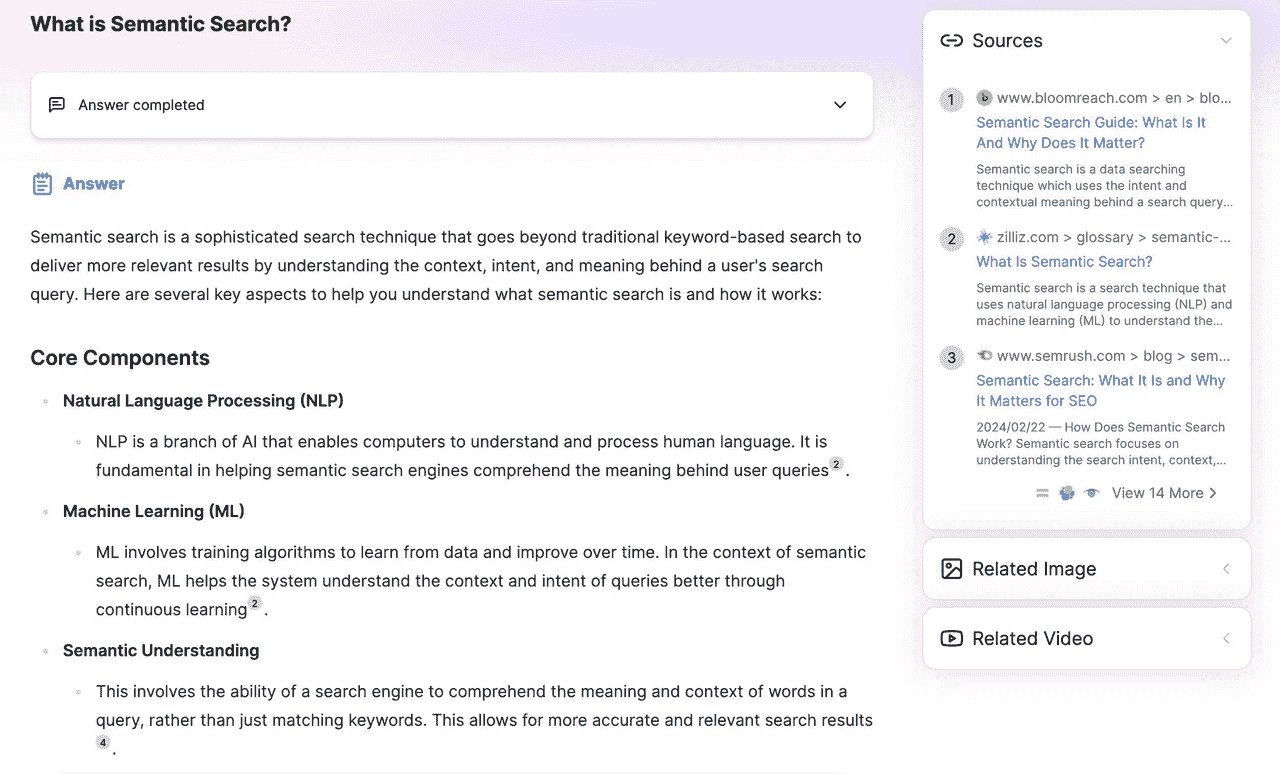 What is Semantic Search?
Answer completed
Answer
Semantic search is a sophisticated search technique that goes beyond traditional keyword-based search to
deliver more relevant results by understanding the context, intent, and meaning behind a user's search
query. Here are several key aspects to help you understand what semantic search is and how it works:
Core Components
Natural Language Processing (NLP)
NLP is a branch of AI that enables computers to understand and process human language. It is
fundamental in helping semantic search engines comprehend the meaning behind user queries 2 .
Machine Learning (ML)
ML involves training algorithms to learn from data and improve over time. In the context of semantic
search, ML helps the system understand the context and intent of queries better through
continuous learning 2 .
Semantic Understanding
This involves the ability of a search engine to comprehend the meaning and context of words in a
query, rather than just matching keywords. This allows for more accurate and relevant search results
4 .
Sources
1 b www.bloomreach.com > en > blo...
Semantic Search Guide: What Is It
And Why Does It Matter?
Semantic search is a data searching
technique which uses the intent and
contextual meaning behind a search query...
2 zilliz.com > glossary > semantic-...
What Is Semantic Search?
Semantic search is a search technique that
uses natural language processing (NLP) and
machine learning (ML) to understand the...
3 www.semrush.com > blog > sem...
Semantic Search: What It Is and Why
It Matters for SEO
2024/02/22 — How Does Semantic Search
Work? Semantic search focuses on
understanding the search intent, context,...
View 14 More >
Related Image
Related Video